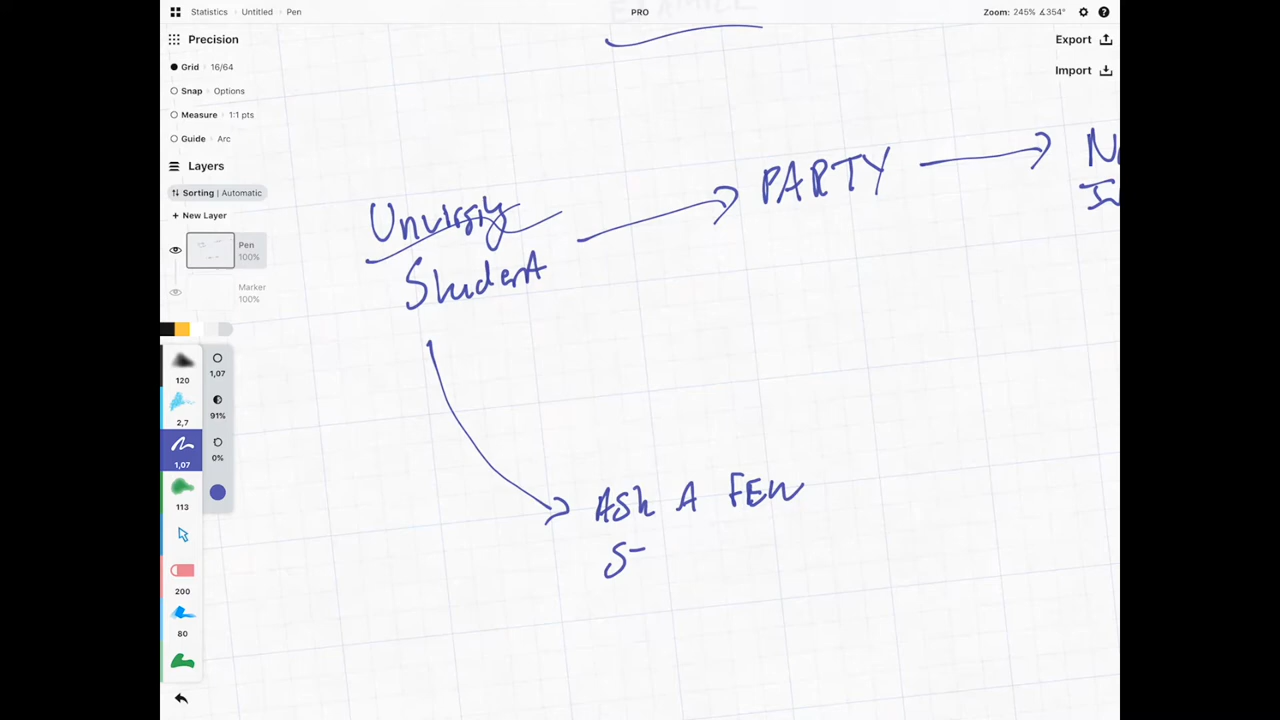 Statistics › Untitled › Pen
PRO
Zoom: 245% ∡354°
Precision
Export
Grid › 16/64
Import
Snap › Options
Measure › 1:1 pts
Guide › Arc
Layers
Sorting | Automatic
+ New Layer
Pen
100%
Marker
100%
120
2,7
1,07
113
200
80
1,07
91%
0%
EXAMPLE
Student
PARTY
ASK A FEW